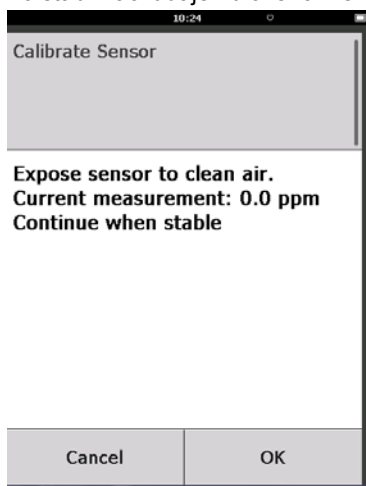 10:24
Calibrate Sensor
Expose sensor to clean air.
Current measurement: 0.0 ppm
Continue when stable
Cancel
OK